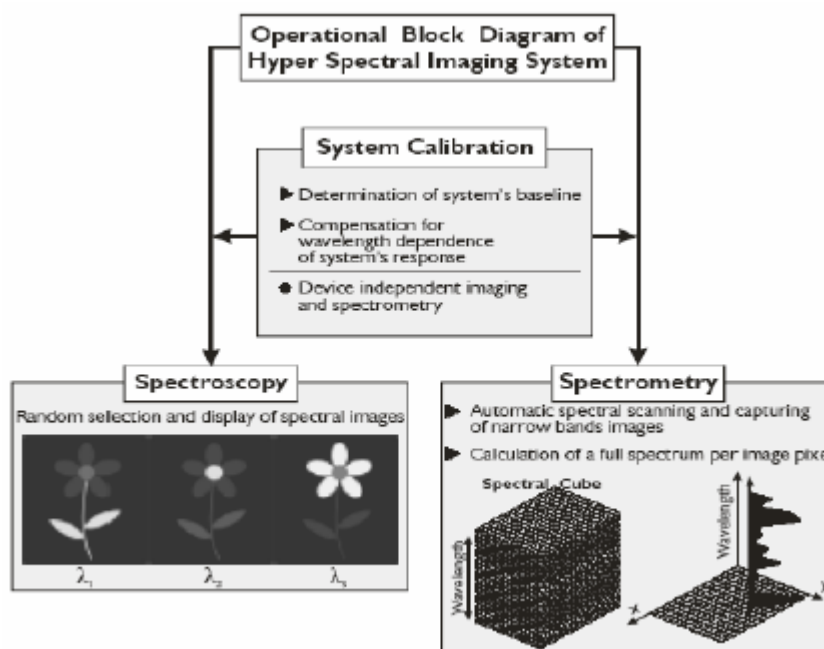 Operational Block Diagram of
Hyper Spectral Imaging System
System Calibration
Determination of system's baseline
Compensation for
wavelength dependence
of system's response
Device independent imaging
and spectrometry
Spectroscopy
Random selection and display of spectral images
λ₁
λ₂
λ₃
Spectrometry
Automatic spectral scanning and capturing
of narrow bands images
Calculation of a full spectrum per image pixel
Spectral Cube
Wavelength
Wavelength
X